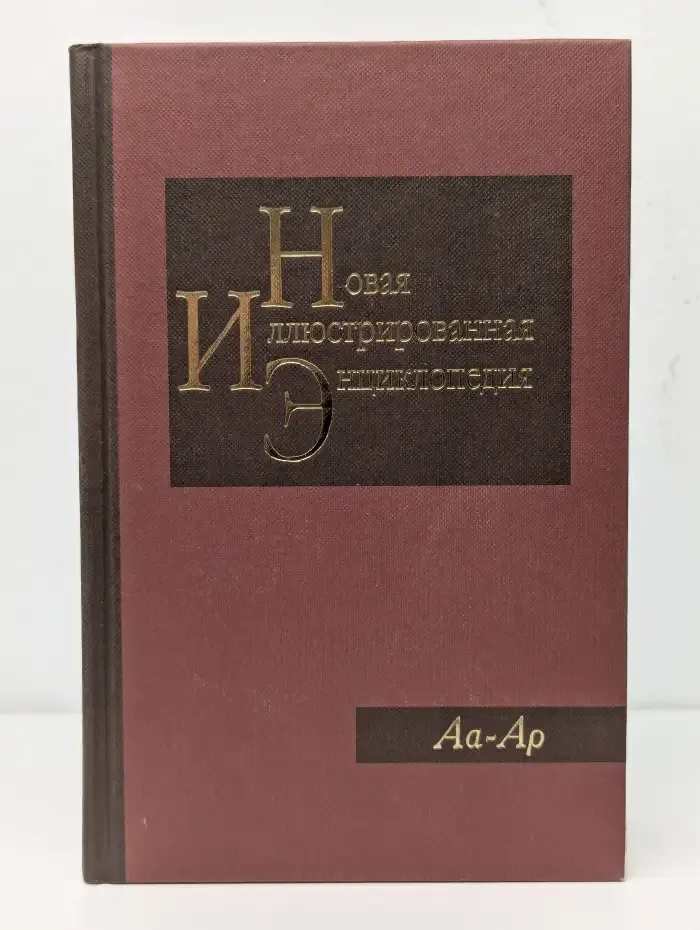 Новая
Иллюстрированная
Энциклопедия
Аа-Ар